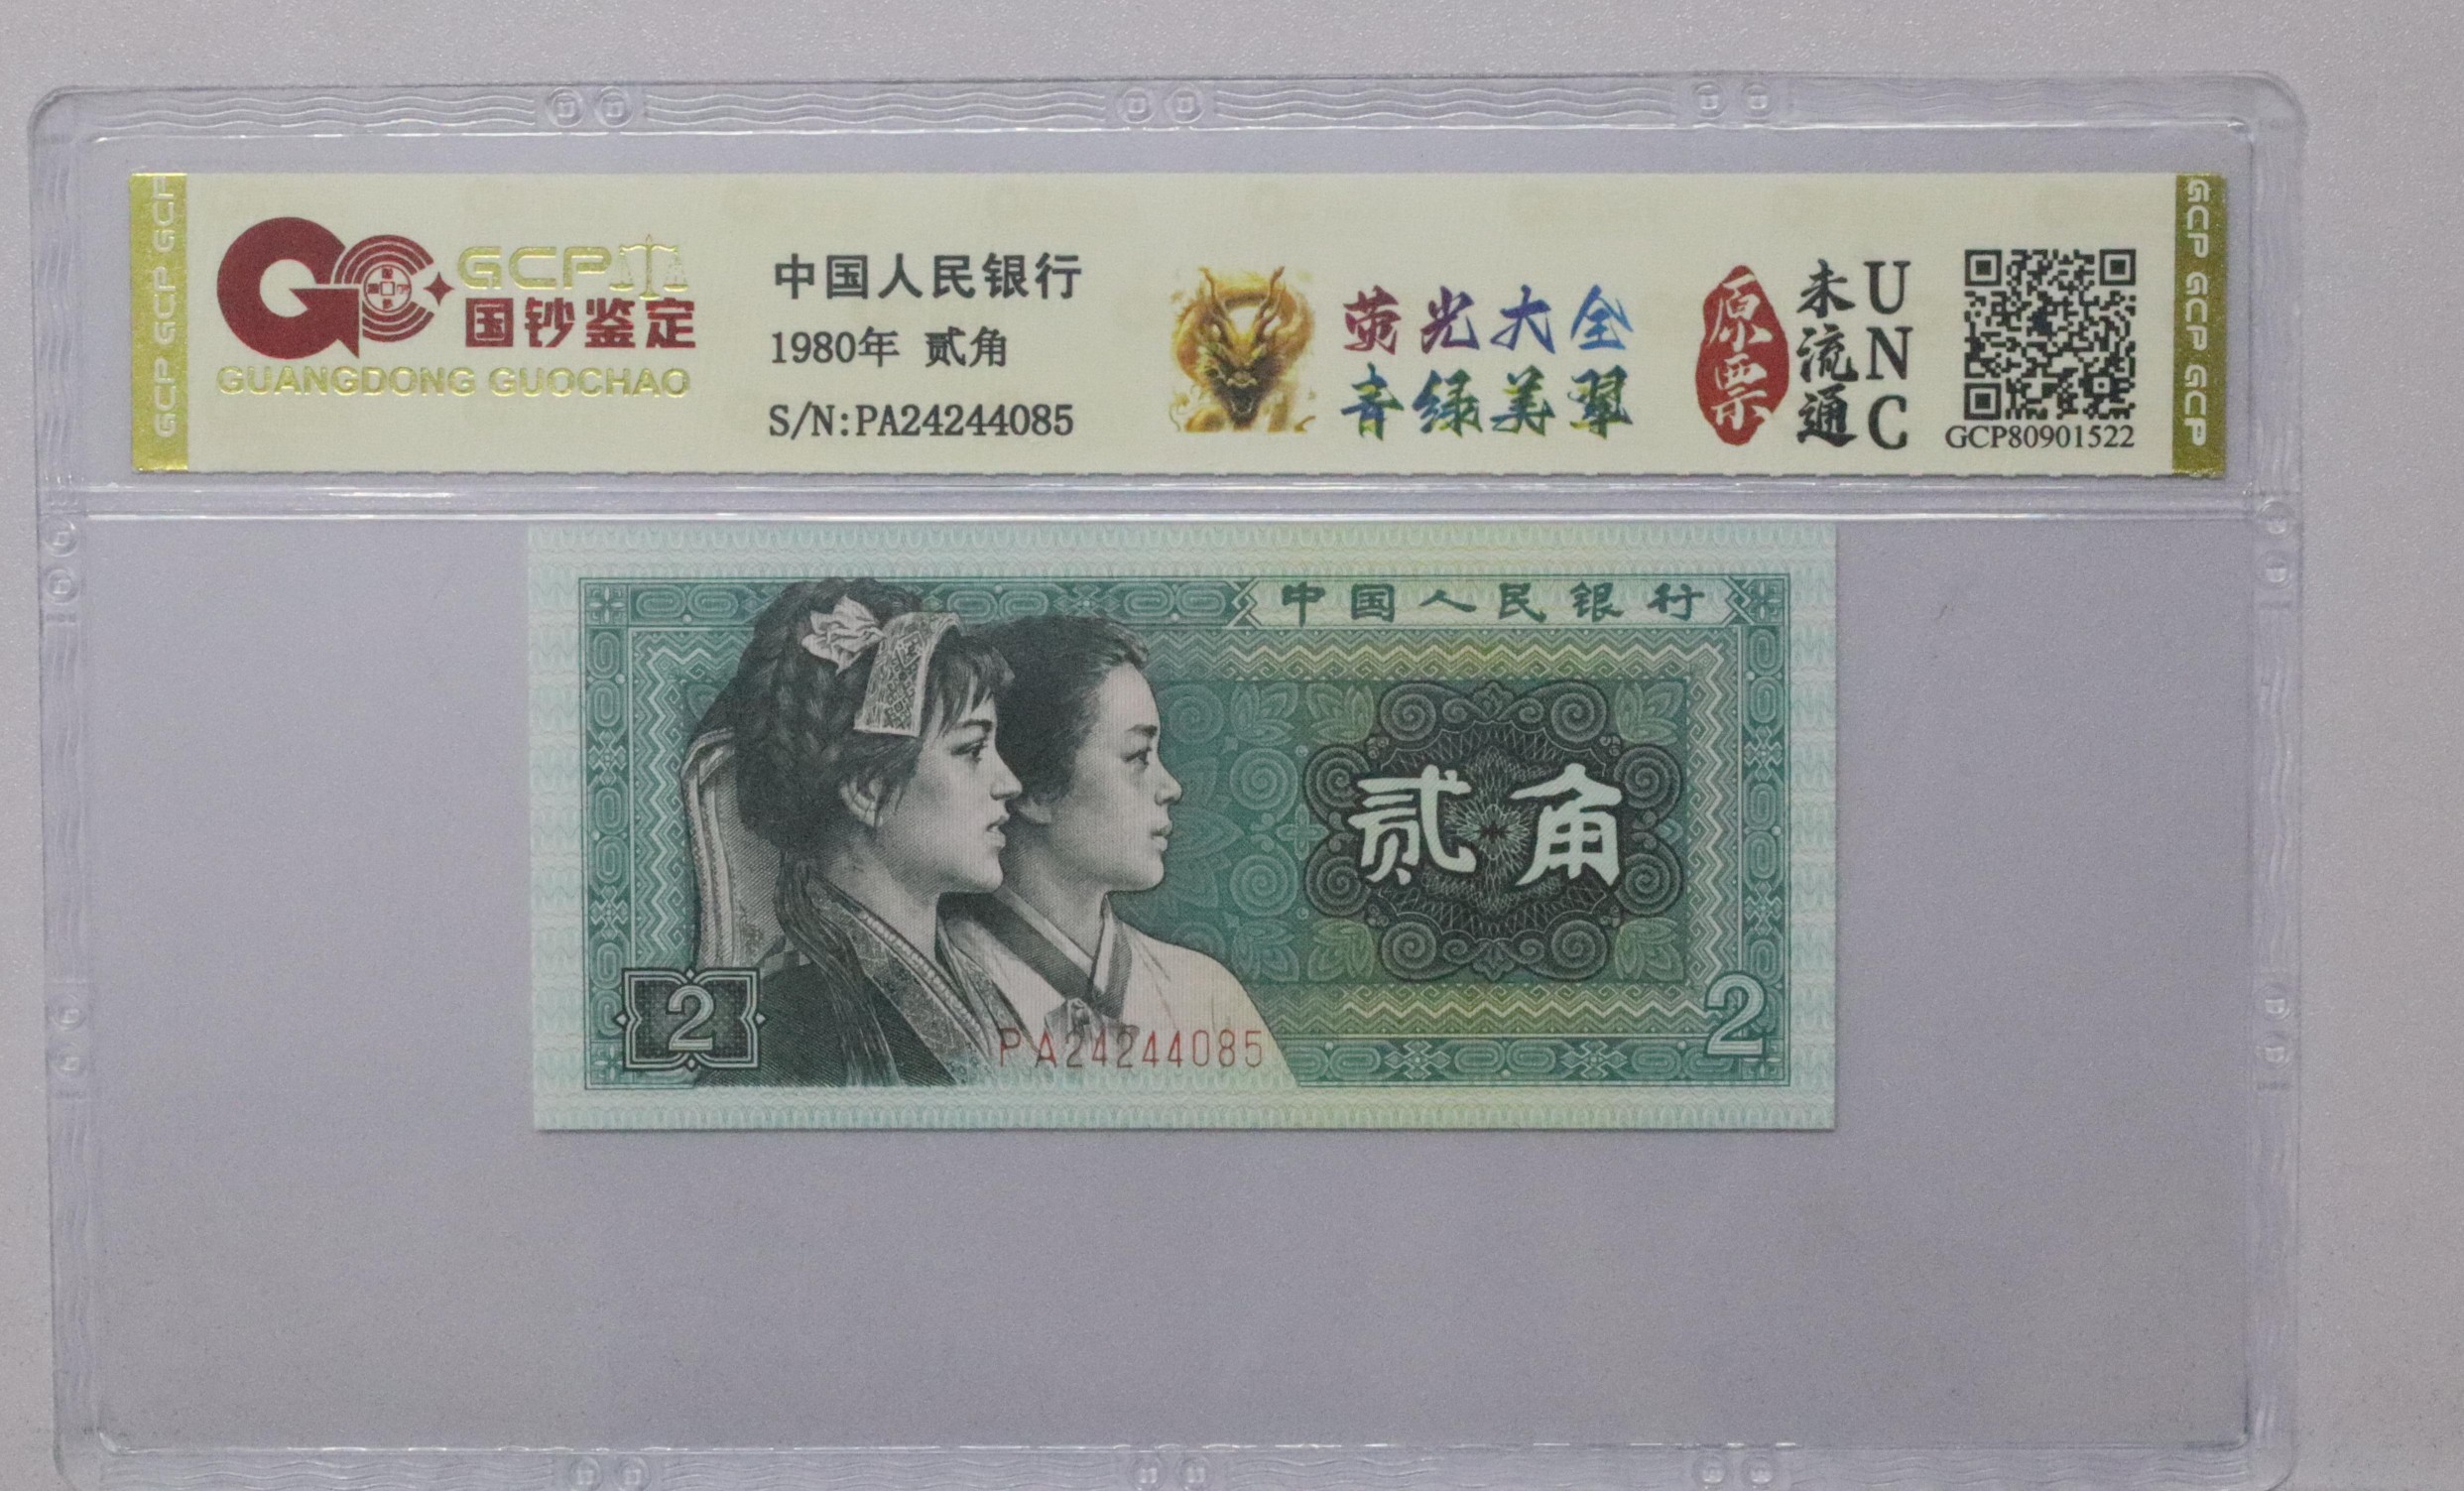 GCP GCP GCP
GCP
国钞鉴定
GUANGDONG GUOCHAO
中国人民银行
1980年 贰角
S/N:PA24244085
荧光大全
青绿美翠
原票
未流通
UNC
GCP80901522
GCP GCP GCP
中国人民银行
贰角
2
2
PA24244085